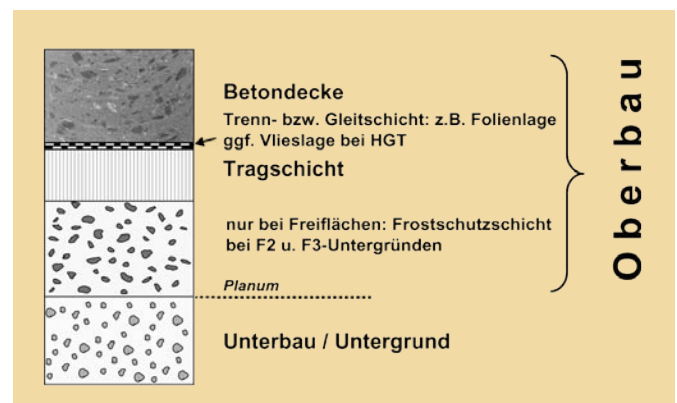 Betondecke
Trenn- bzw. Gleitschicht: z.B. Folienlage
ggf. Vlieslage bei HGT
Tragschicht
nur bei Freiflächen: Frostschutzschicht
bei F2 u. F3-Untergründen
Planum
Unterbau / Untergrund
Oberbau